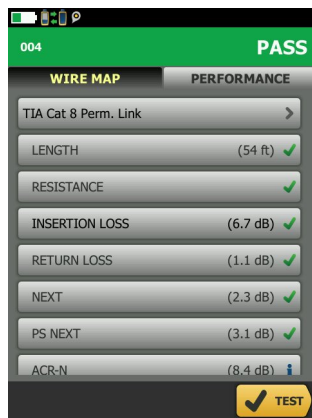 004
PASS
WIRE MAP
PERFORMANCE
TIA Cat 8 Perm. Link
LENGTH (54 ft)
RESISTANCE
INSERTION LOSS (6.7 dB)
RETURN LOSS (1.1 dB)
NEXT (2.3 dB)
PS NEXT (3.1 dB)
ACR-N (8.4 dB) i
TEST